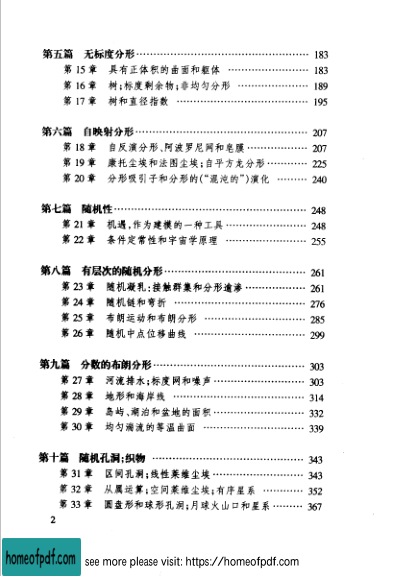 第五篇 无标度分形 ········ 183
第 15 章 具有正体积的曲面和躯体 ········ 183
第 16 章 树;标度剩余物;非均匀分形 ········ 189
第 17 章 树和直径指数 ········ 195
第六篇 自映射分形 ········ 207
第 18 章 自反演分形、阿波罗尼网和皂膜 ········ 207
第 19 章 康托尘埃和法图尘埃;自平方龙分形 ········ 225
第 20 章 分形吸引子和分形的(“混沌的”)演化 ········ 240
第七篇 随机性 ········ 248
第 21 章 机遇,作为建模的一种工具 ········ 248
第 22 章 条件定常性和宇宙学原理 ········ 255
第八篇 有层次的随机分形 ········ 261
第 23 章 随机凝乳:接触群集和分形逾渗 ········ 261
第 24 章 随机链和弯折 ········ 276
第 25 章 布朗运动和布朗分形 ········ 285
第 26 章 随机中点位移曲线 ········ 299
第九篇 分数的布朗分形 ········ 303
第 27 章 河流排水;标度网和噪声 ········ 303
第 28 章 地形和海岸线 ········ 314
第 29 章 岛屿、湖泊和盆地的面积 ········ 332
第 30 章 均匀湍流的等温曲面 ········ 339
第十篇 随机孔洞;织物 ········ 343
第 31 章 区间孔洞;线性莱维尘埃 ········ 343
第 32 章 从属运算;空间莱维尘埃;有序星系 ········ 352
第 33 章 圆盘形和球形孔洞;月球火山口和星系 ········ 367
2
homeofpdf.com
see more please visit: https://homeofpdf.com